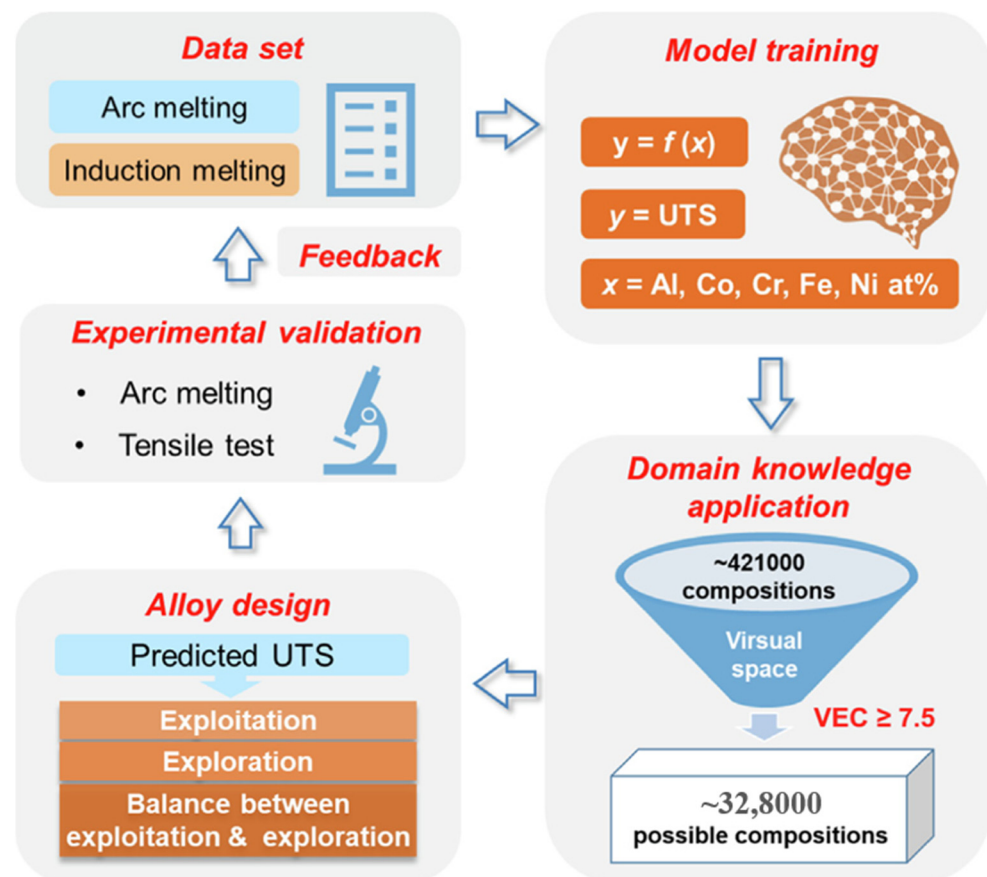 Data set
Arc melting
Induction melting
Model training
y = f (x)
y = UTS
x = Al, Co, Cr, Fe, Ni at%
Domain knowledge
application
~421000
compositions
Virsual
space
VEC ≥ 7.5
~32,8000
possible compositions
Alloy design
Predicted UTS
Exploitation
Exploration
Balance between
exploitation & exploration
Experimental validation
• Arc melting
• Tensile test
Feedback